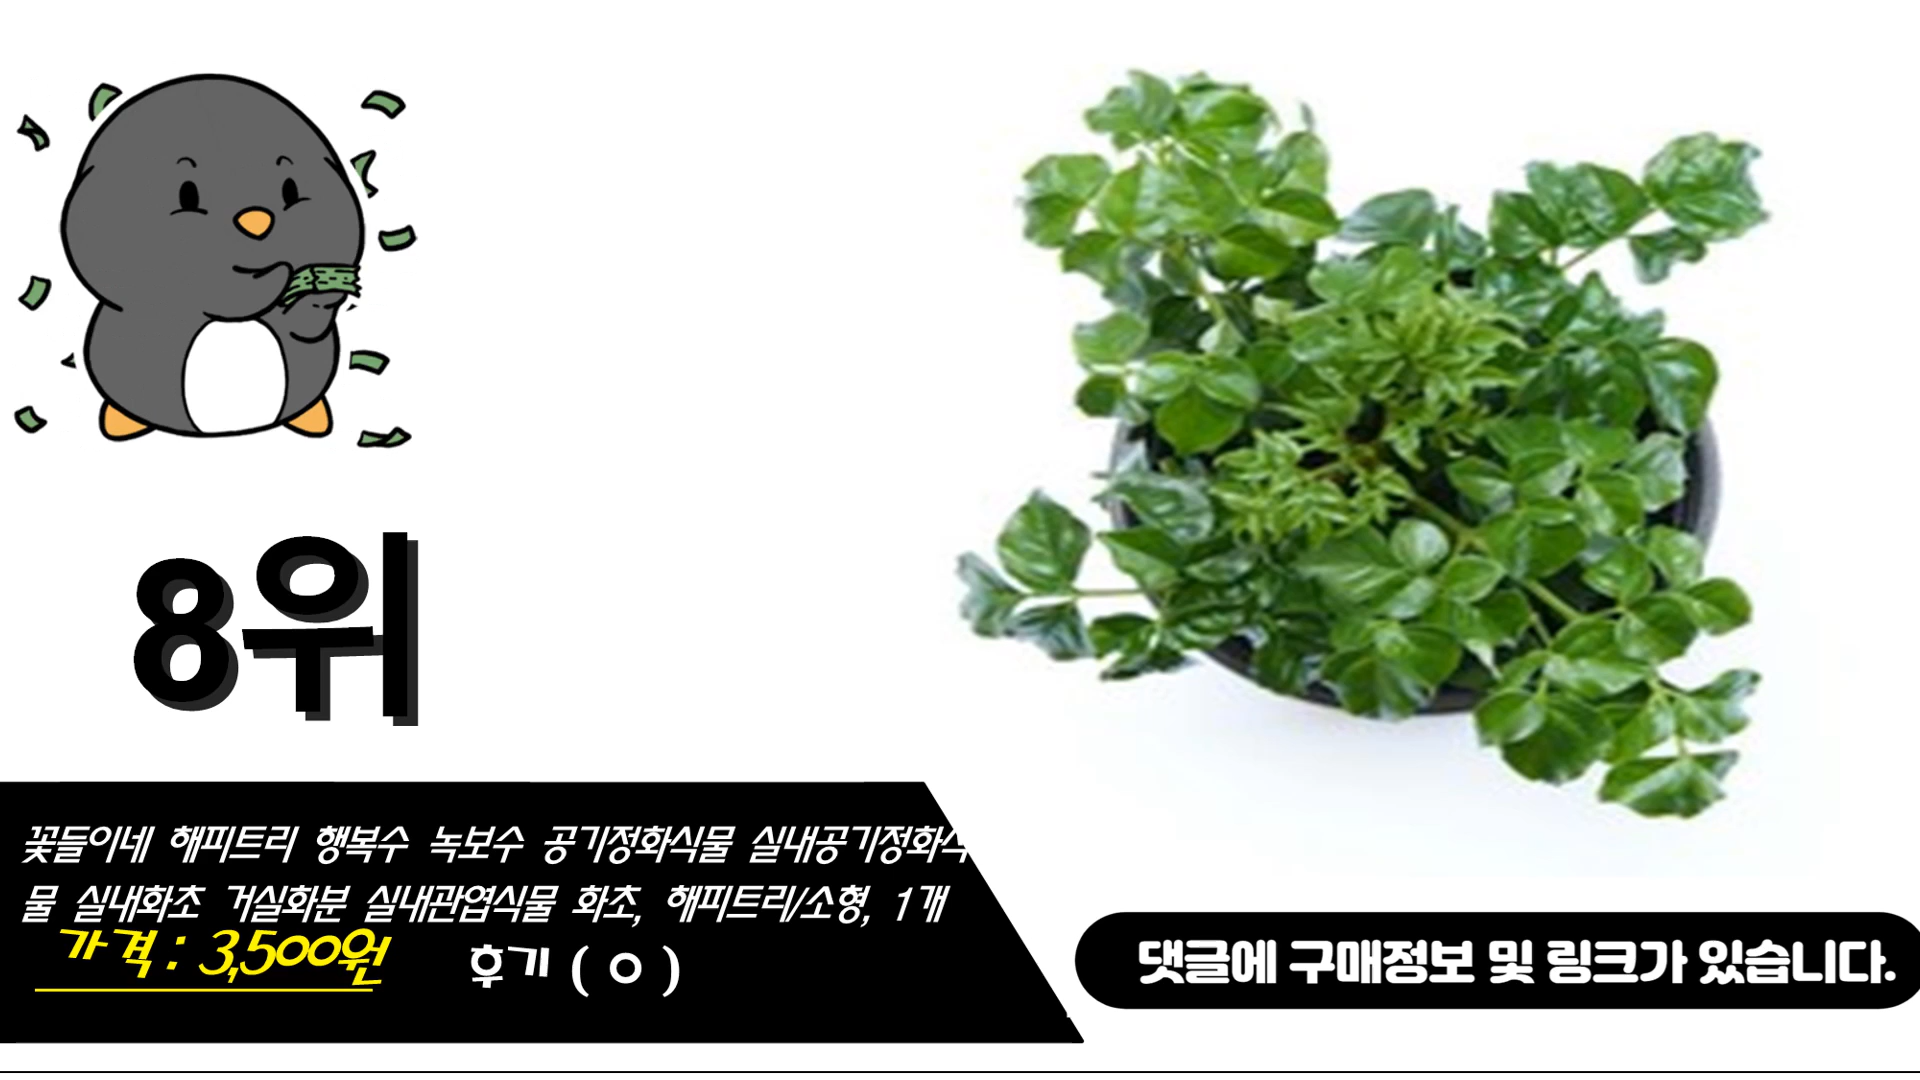 8위
꽃들이네 해피트리 행복수 녹보수 공기정화식물 실내공기정화식
물 실내화초 거실화분 실내관엽식물 화초, 해피트리/소형, 1개
가격 : 3,500원
후기 ( 0 )
댓글에 구매정보 및 링크가 있습니다.